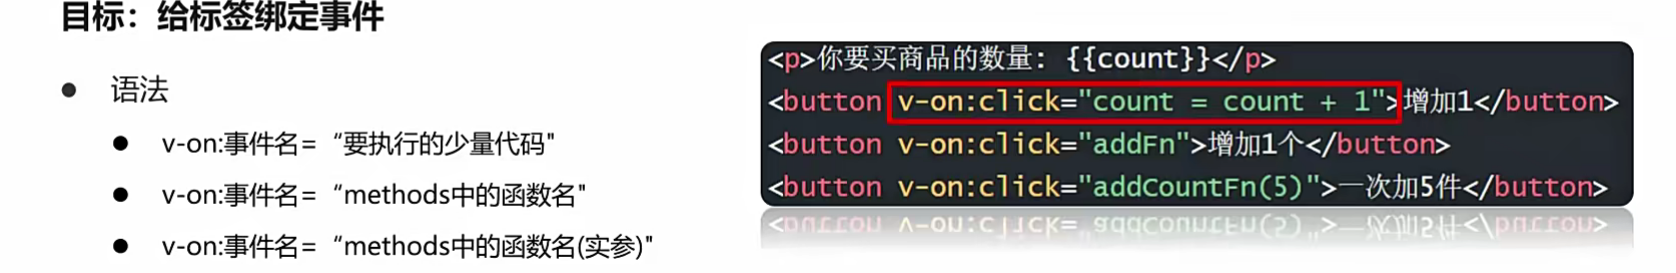 目标：给标签绑定事件
语法
v-on:事件名=“要执行的少量代码"
v-on:事件名=“methods中的函数名"
v-on:事件名=“methods中的函数名(实参)"
<p>你要买商品的数量: {{count}}</p>
<button v-on:click="count = count + 1">增加1</button>
<button v-on:click="addFn">增加1个</button>
<button v-on:click="addCountFn(5)">一次加5件</button>